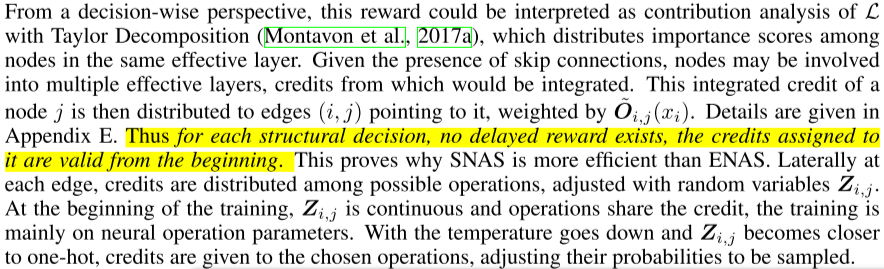 From a decision-wise perspective, this reward could be interpreted as contribution analysis of ℒ
with Taylor Decomposition (Montavon et al., 2017a), which distributes importance scores among
nodes in the same effective layer. Given the presence of skip connections, nodes may be involved
into multiple effective layers, credits from which would be integrated. This integrated credit of a
node j is then distributed to edges (i, j) pointing to it, weighted by Õ_{i,j}(x_i). Details are given in
Appendix E. Thus for each structural decision, no delayed reward exists, the credits assigned to
it are valid from the beginning. This proves why SNAS is more efficient than ENAS. Laterally at
each edge, credits are distributed among possible operations, adjusted with random variables Z_{i,j}.
At the beginning of the training, Z_{i,j} is continuous and operations share the credit, the training is
mainly on neural operation parameters. With the temperature goes down and Z_{i,j} becomes closer
to one-hot, credits are given to the chosen operations, adjusting their probabilities to be sampled.